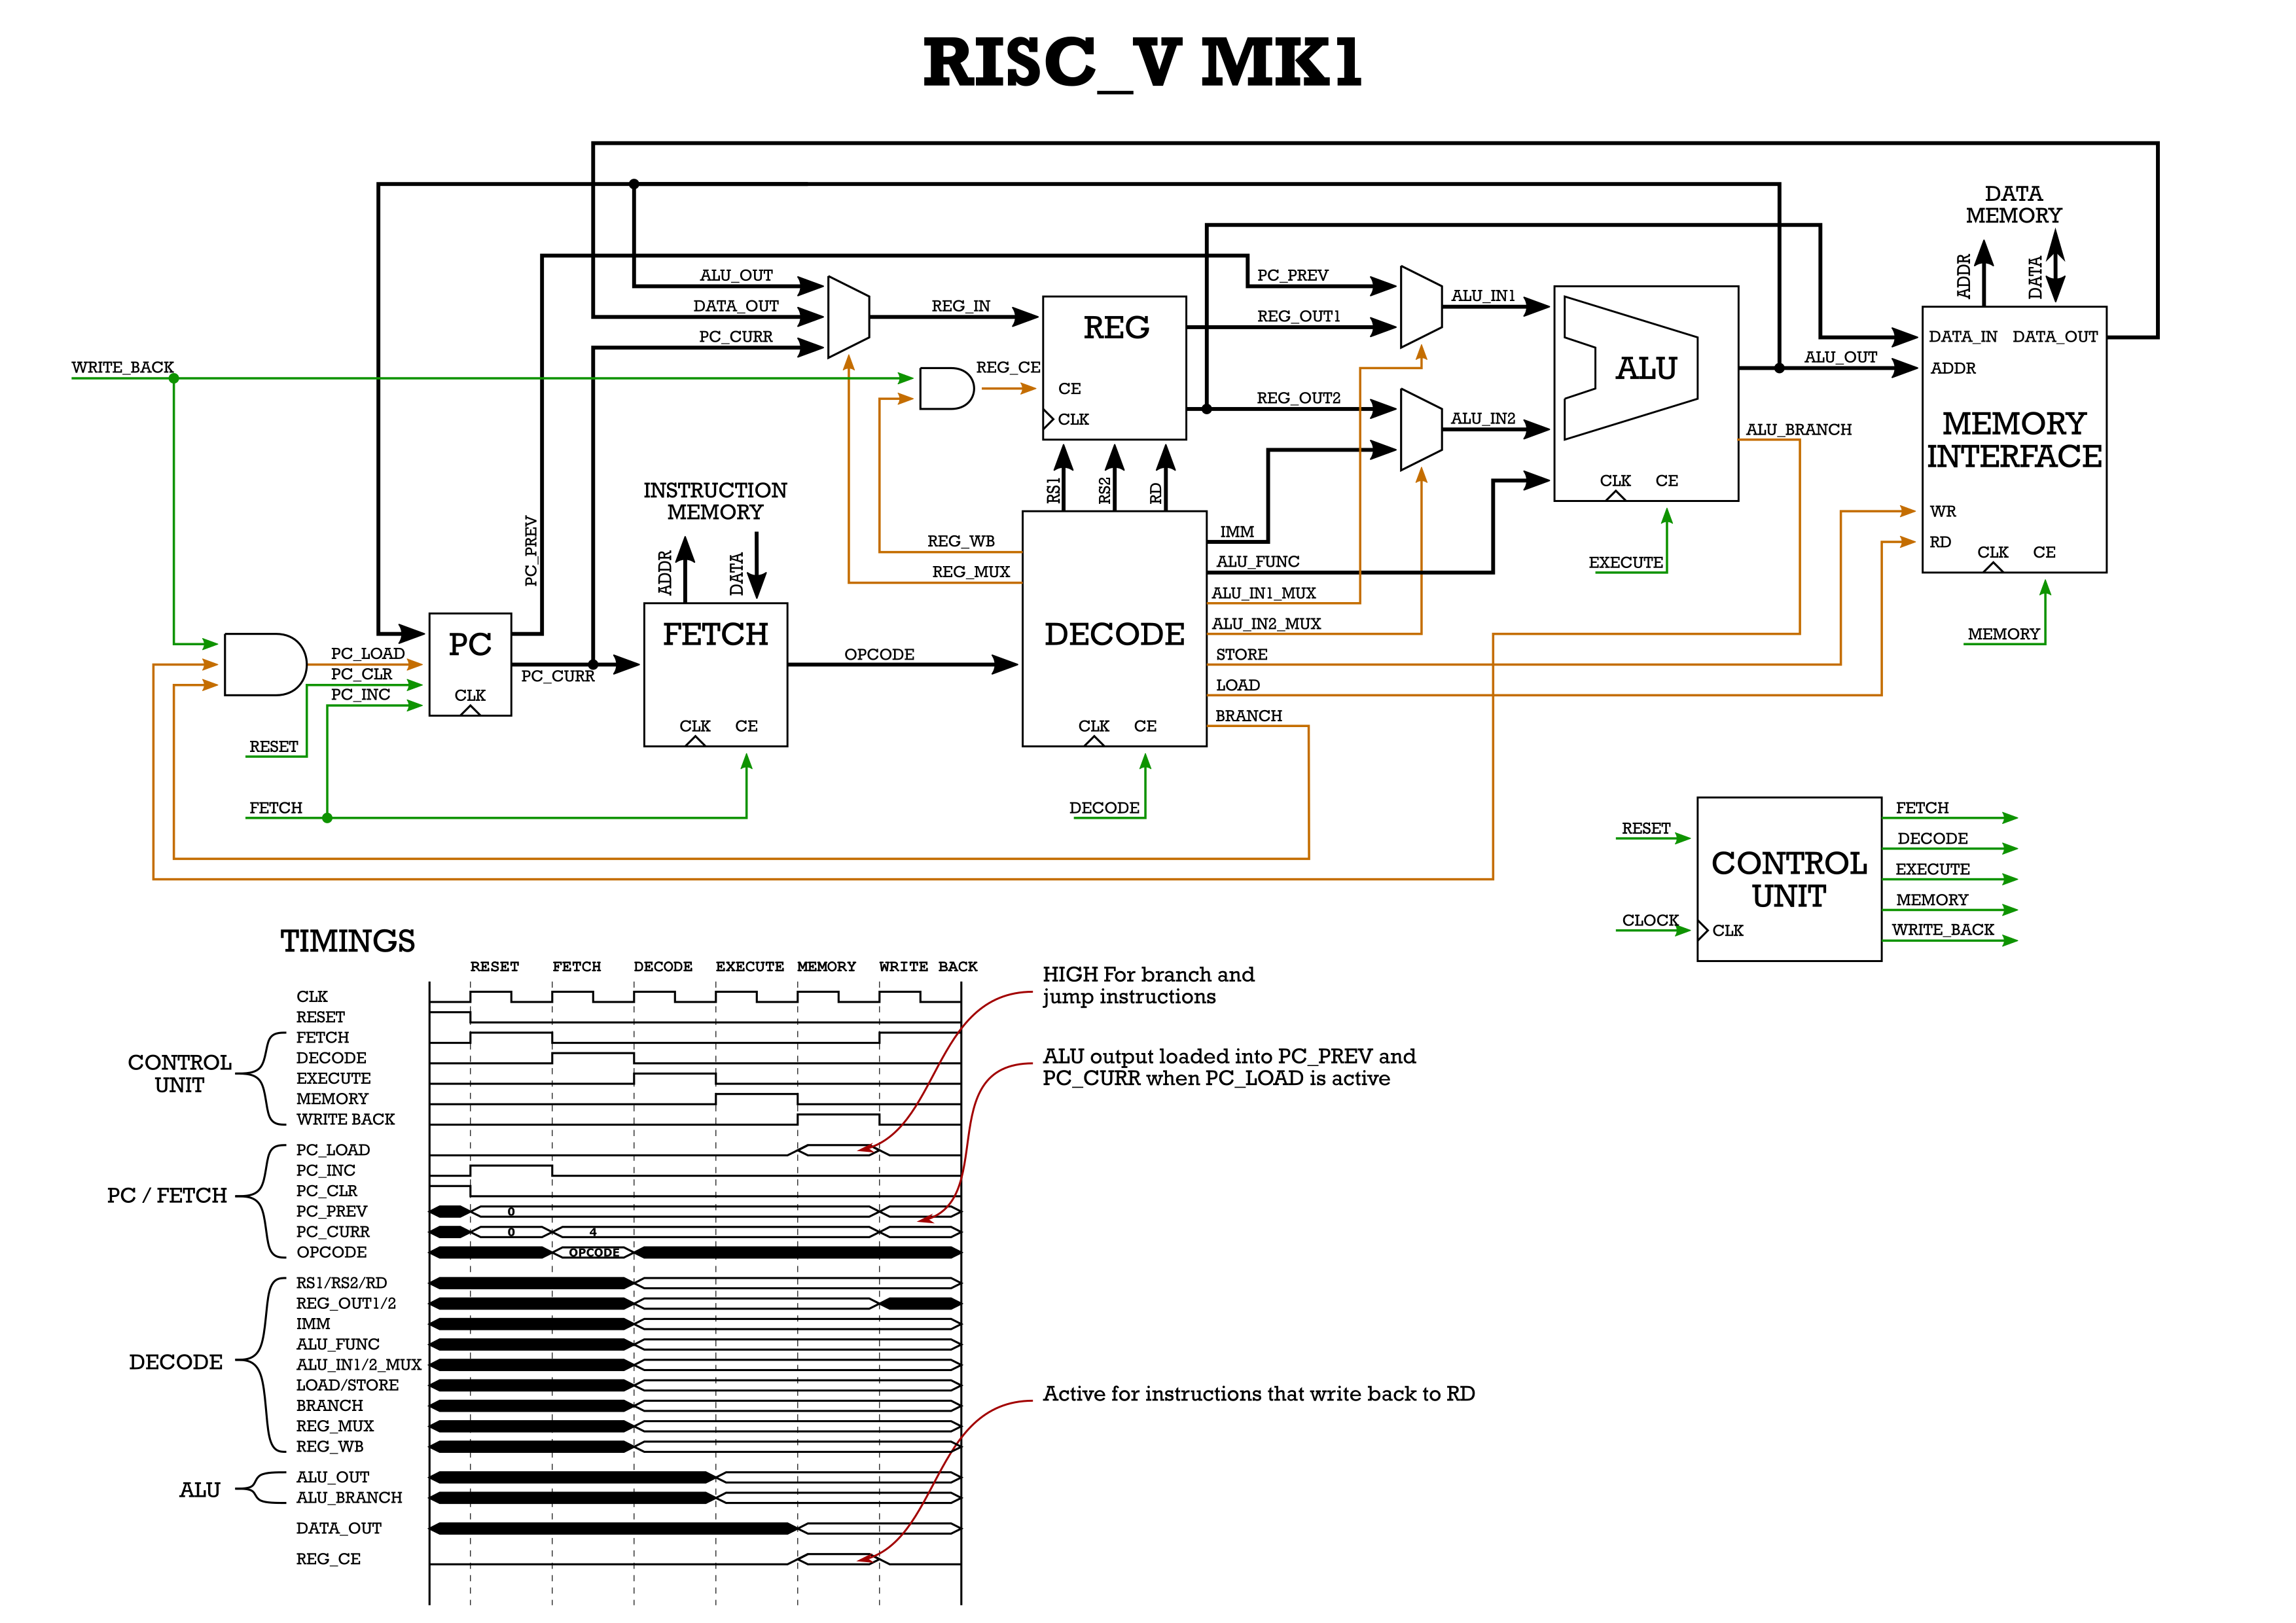 RISC_V MK1
DATA
MEMORY
ADDR
DATA
ALU_OUT
DATA_OUT
PC_CURR
REG_IN
REG
CE
CLK
PC_PREV
REG_OUT1
REG_OUT2
ALU_IN1
ALU_IN2
ALU
CLK
CE
ALU_OUT
ALU_BRANCH
DATA_IN
DATA_OUT
ADDR
MEMORY
INTERFACE
WR
RD
CLK
CE
WRITE_BACK
REG_CE
INSTRUCTION
MEMORY
ADDR
DATA
PC_PREV
RS1
RS2
RD
REG_WB
REG_MUX
IMM
ALU_FUNC
ALU_IN1_MUX
ALU_IN2_MUX
STORE
LOAD
BRANCH
EXECUTE
MEMORY
PC_LOAD
PC_CLR
PC_INC
PC
CLK
PC_CURR
FETCH
CLK
CE
OPCODE
DECODE
CLK
CE
RESET
FETCH
DECODE
RESET
CLOCK
CONTROL
UNIT
CLK
FETCH
DECODE
EXECUTE
MEMORY
WRITE_BACK
TIMINGS
RESET
FETCH
DECODE
EXECUTE
MEMORY
WRITE BACK
CLK
RESET
CONTROL
UNIT
FETCH
DECODE
EXECUTE
MEMORY
WRITE BACK
PC / FETCH
PC_LOAD
PC_INC
PC_CLR
PC_PREV
0
PC_CURR
0
4
OPCODE
OPCODE
DECODE
RS1/RS2/RD
REG_OUT1/2
IMM
ALU_FUNC
ALU_IN1/2_MUX
LOAD/STORE
BRANCH
REG_MUX
REG_WB
ALU
ALU_OUT
ALU_BRANCH
DATA_OUT
REG_CE
HIGH For branch and
jump instructions
ALU output loaded into PC_PREV and
PC_CURR when PC_LOAD is active
Active for instructions that write back to RD